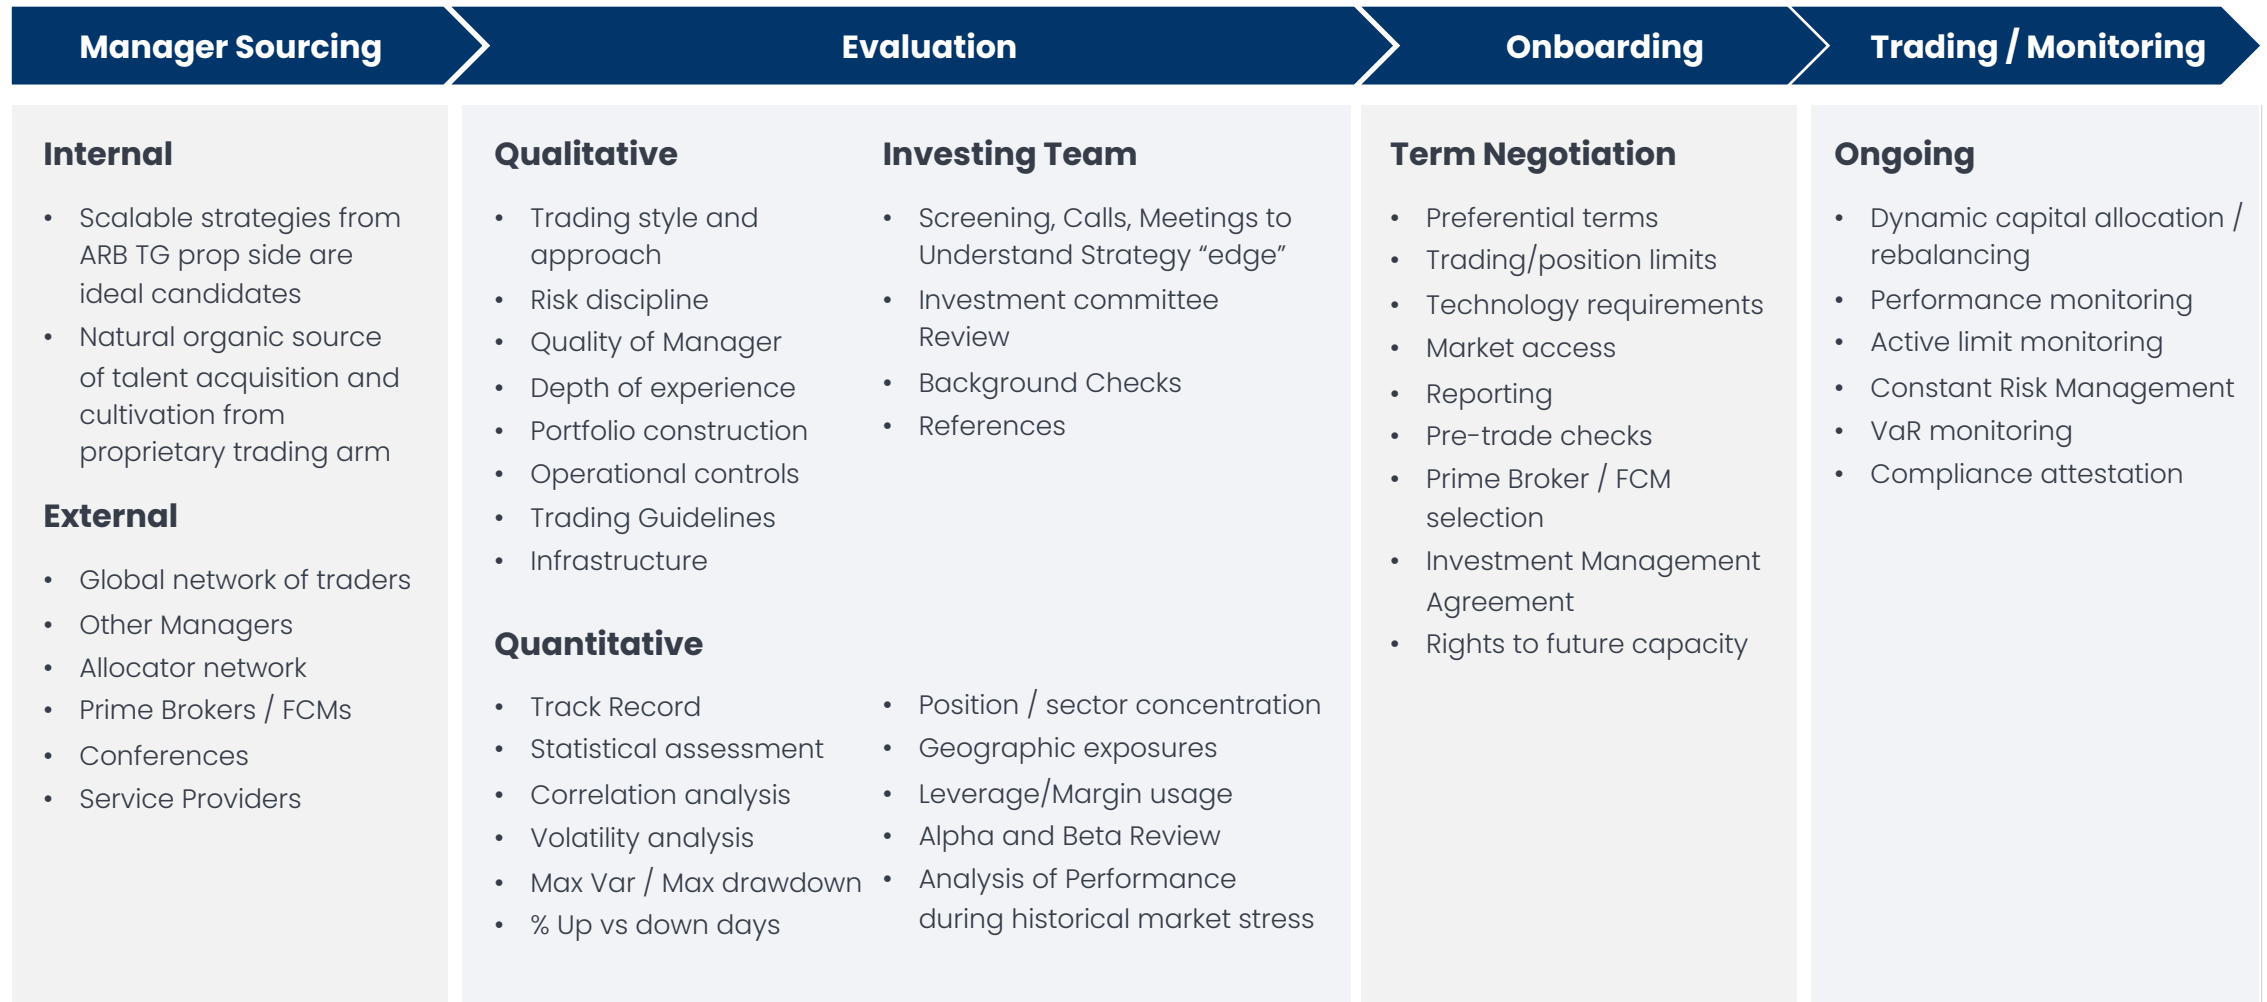 Manager Sourcing
Evaluation
Onboarding
Trading / Monitoring
Internal
• Scalable strategies from
ARB TG prop side are
ideal candidates
• Natural organic source
of talent acquisition and
cultivation from
proprietary trading arm
External
• Global network of traders
• Other Managers
• Allocator network
• Prime Brokers / FCMs
• Conferences
• Service Providers
Qualitative
• Trading style and
approach
• Risk discipline
• Quality of Manager
• Depth of experience
• Portfolio construction
• Operational controls
• Trading Guidelines
• Infrastructure
Investing Team
• Screening, Calls, Meetings to
Understand Strategy “edge”
• Investment committee
Review
• Background Checks
• References
Quantitative
• Track Record
• Statistical assessment
• Correlation analysis
• Volatility analysis
• Max Var / Max drawdown
• % Up vs down days
• Position / sector concentration
• Geographic exposures
• Leverage/Margin usage
• Alpha and Beta Review
• Analysis of Performance
during historical market stress
Term Negotiation
• Preferential terms
• Trading/position limits
• Technology requirements
• Market access
• Reporting
• Pre-trade checks
• Prime Broker / FCM
selection
• Investment Management
Agreement
• Rights to future capacity
Ongoing
• Dynamic capital allocation /
rebalancing
• Performance monitoring
• Active limit monitoring
• Constant Risk Management
• VaR monitoring
• Compliance attestation